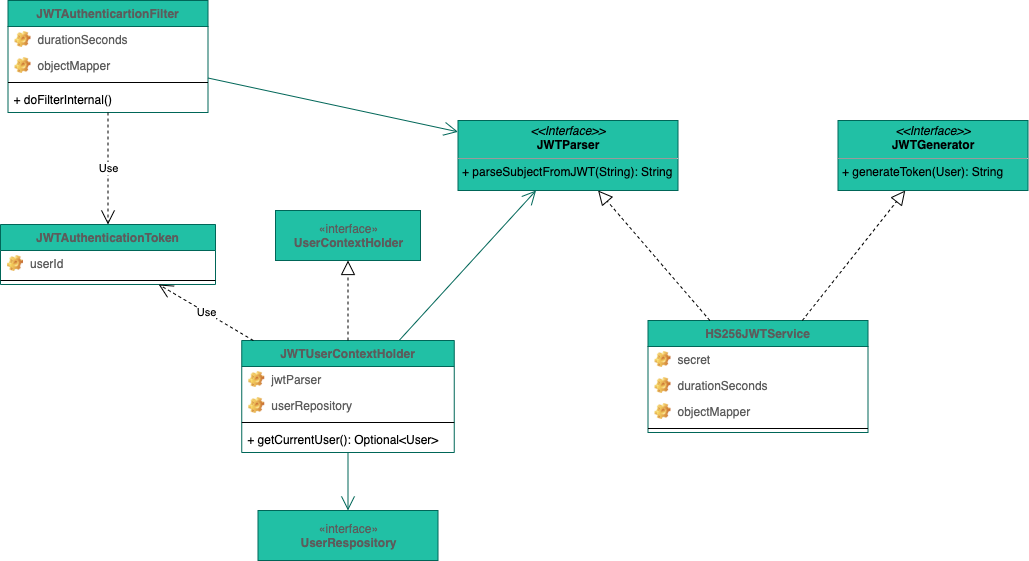 JWTAuthenticartionFilter
durationSeconds
objectMapper
+ doFilterInternal()
Use
JWTAuthenticationToken
userId
Use
«interface»
UserContextHolder
JWTUserContextHolder
jwtParser
userRepository
+ getCurrentUser(): Optional<User>
«interface»
UserRespository
<<Interface>>
JWTParser
+ parseSubjectFromJWT(String): String
<<Interface>>
JWTGenerator
+ generateToken(User): String
HS256JWTService
secret
durationSeconds
objectMapper